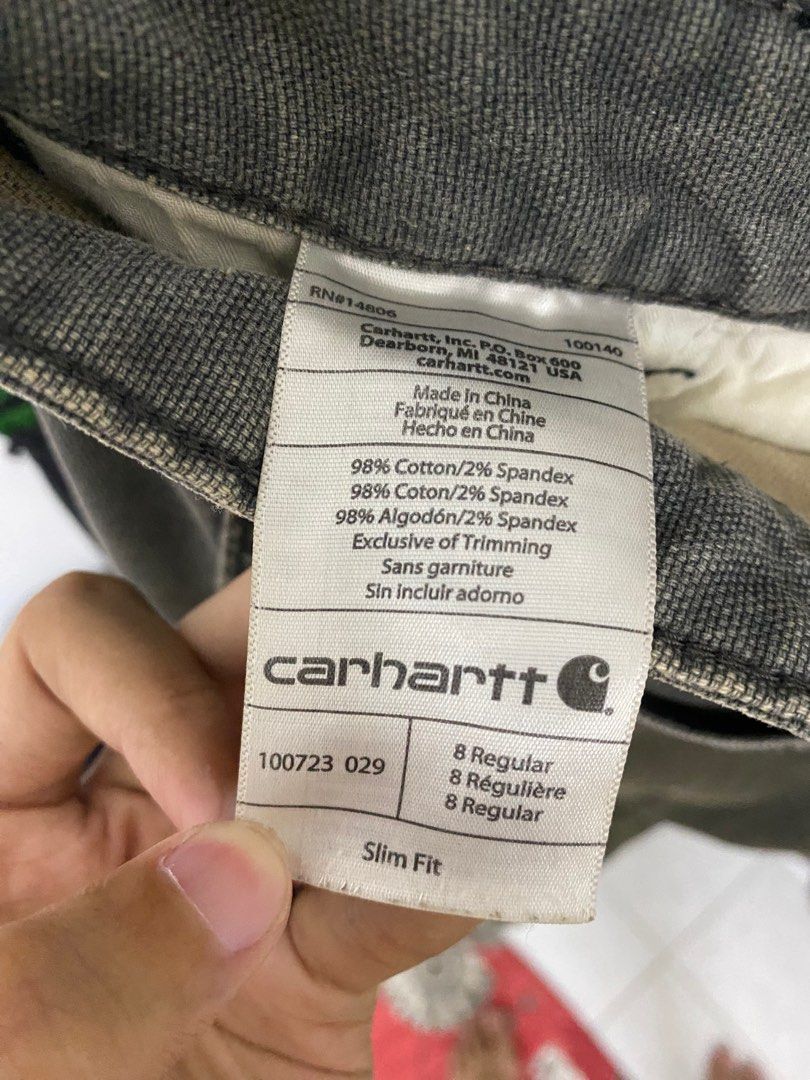 RN#14806 100140
Carhartt, Inc. P.O. Box 600
Dearborn, MI 48121 USA
carhartt.com
Made in China
Fabriqué en Chine
Hecho en China
98% Cotton/2% Spandex
98% Coton/2% Spandex
98% Algodón/2% Spandex
Exclusive of Trimming
Sans garniture
Sin incluir adorno
carhartt
100723 029
8 Regular
8 Régulière
8 Regular
Slim Fit